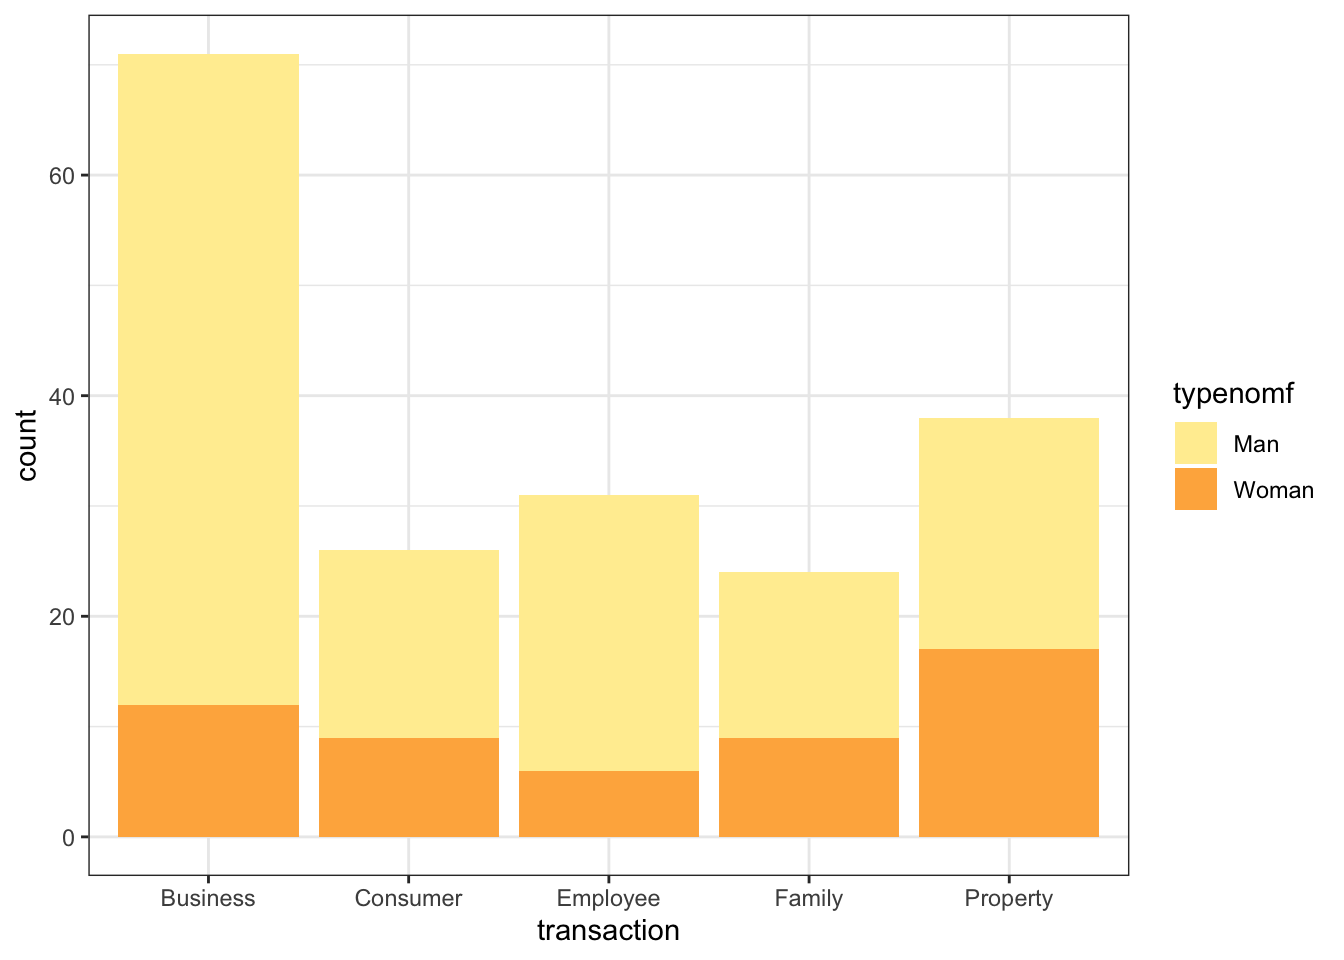 count
60
40
20
0
Business Consumer Employee Family Property
transaction
typenomf
Man
Woman